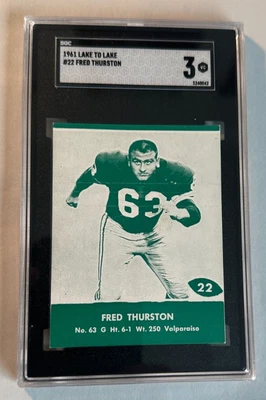 SGC
1961 LAKE TO LAKE
#22 FRED THURSTON
3
VG
63
22
FRED THURSTON
No. 63 G Ht. 6-1 Wt. 250 Valparaiso